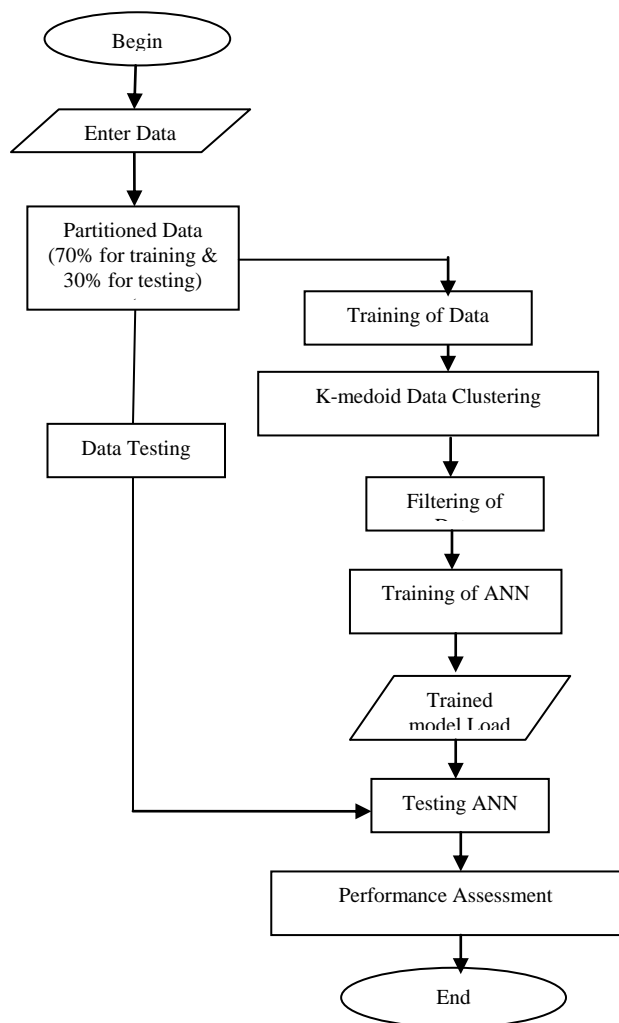 Begin
Enter Data
Partitioned Data
(70% for training &
30% for testing)
Training of Data
K-medoid Data Clustering
Data Testing
Filtering of
Training of ANN
Trained
model Load
Testing ANN
Performance Assessment
End